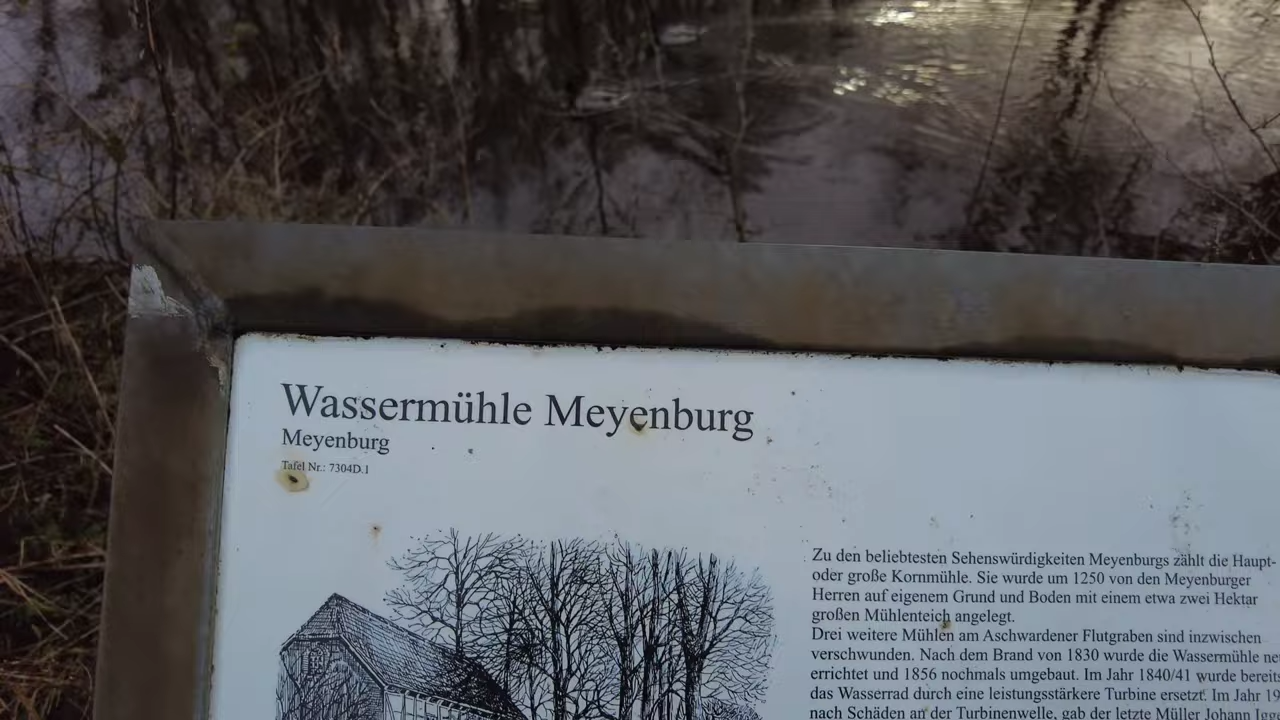 Wassermühle Meyenburg
Meyenburg
Tafel Nr.: 7304D.1
Zu den beliebtesten Sehenswürdigkeiten Meyenburgs zählt die Haupt-
oder große Kornmühle. Sie wurde um 1250 von den Meyenburger
Herren auf eigenem Grund und Boden mit einem etwa zwei Hektar
großen Mühlenteich angelegt.
Drei weitere Mühlen am Aschwardener Flutgraben sind inzwischen
verschwunden. Nach dem Brand von 1830 wurde die Wassermühle
errichtet und 1856 nochmals umgebaut. Im Jahr 1840/41 wurde bereits
das Wasserrad durch eine leistungsstärkere Turbine ersetzt. Im Jahr
nach Schäden an der Turbinenwelle, gab der letzte Müller Johann